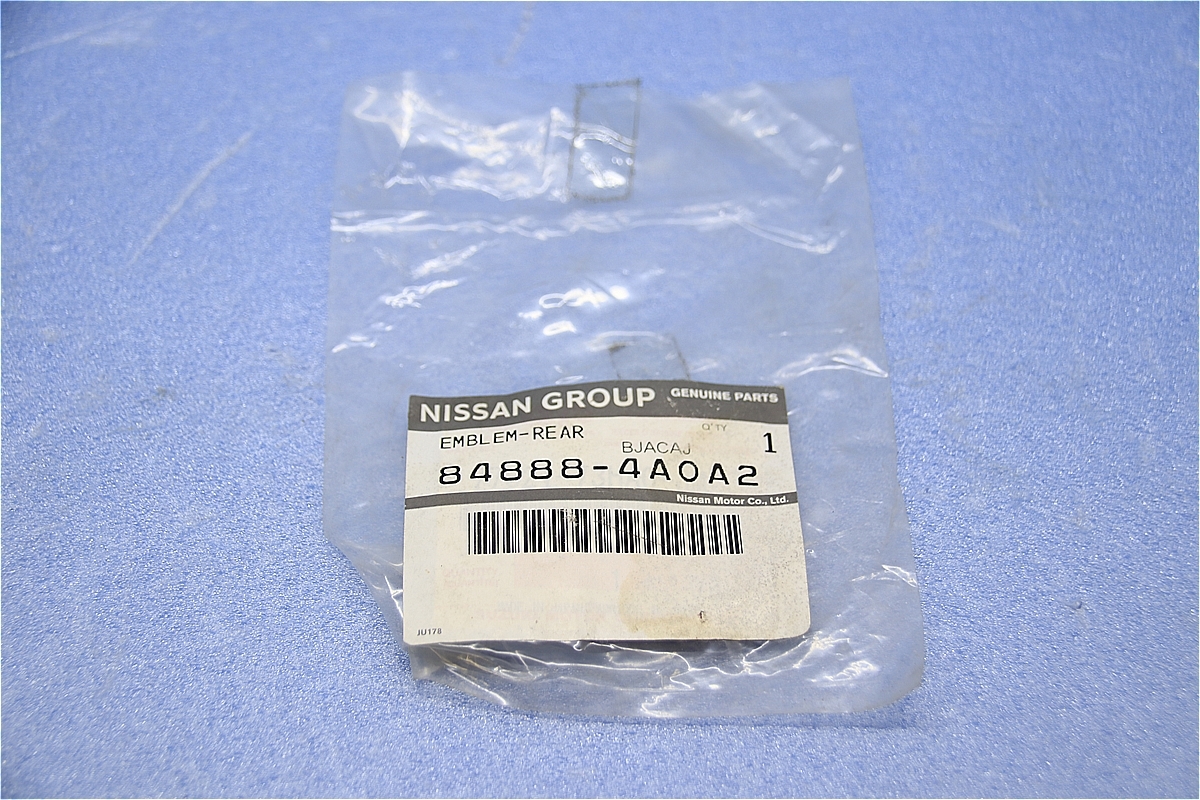 NISSAN GROUP GENUINE PARTS
EMBLEM-REAR
Q'TY
BJACAJ
1
84888-4A0A2
Nissan Motor Co., Ltd.
JU178